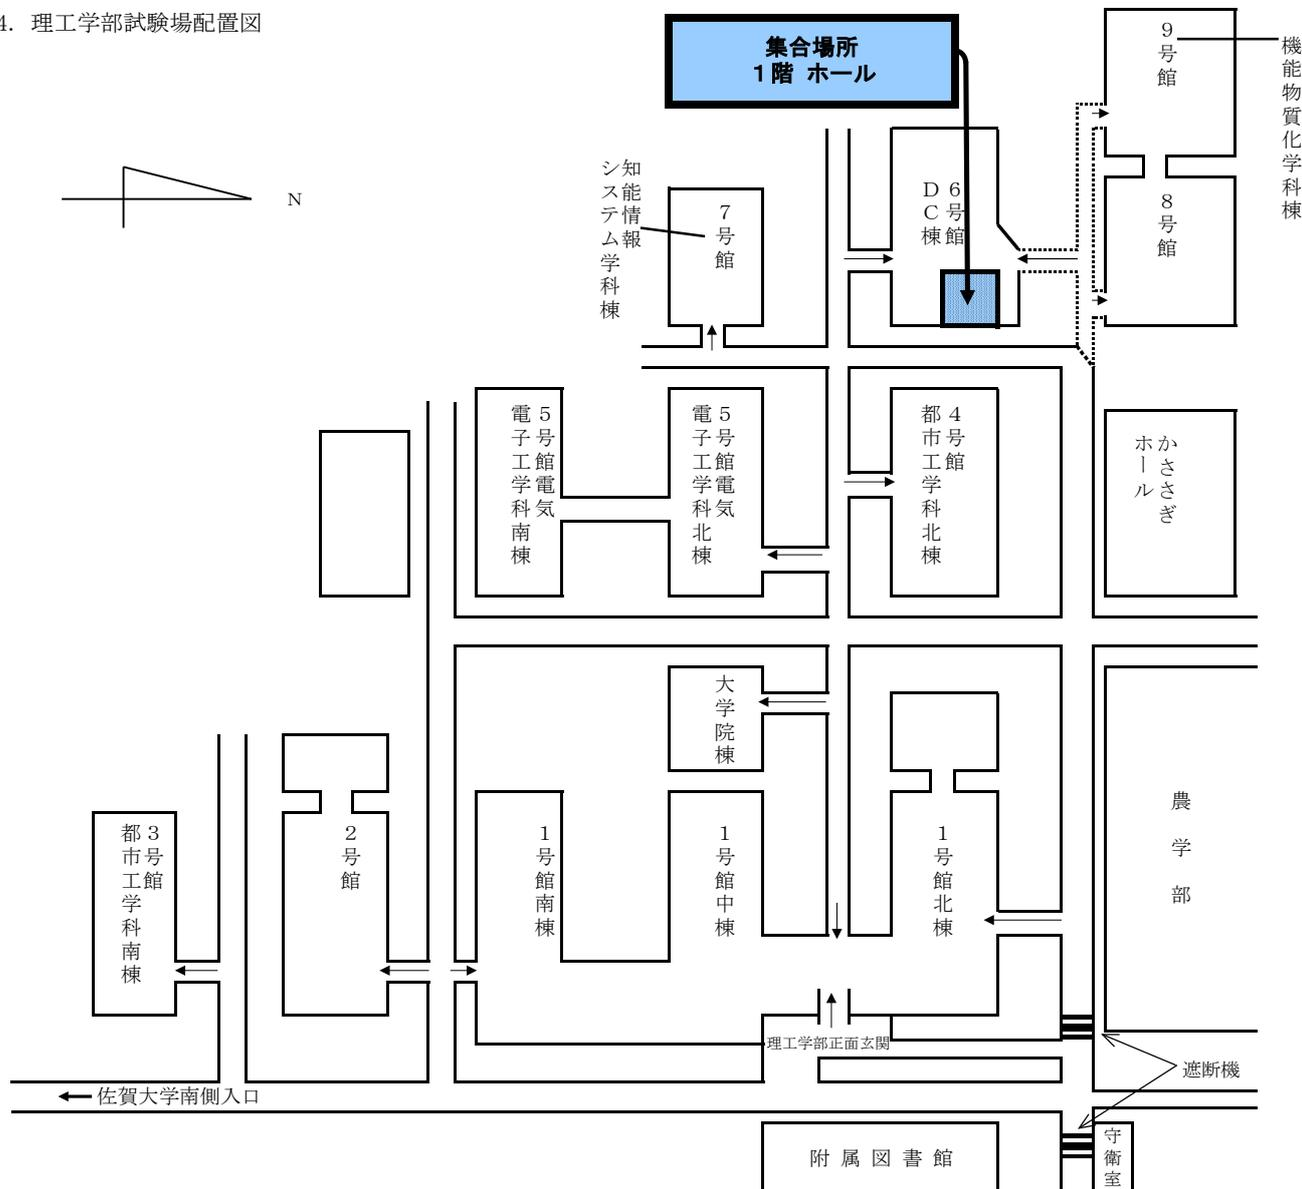 4. 理工学部試験場配置図
集合場所
1階 ホール
N
9号館
機能物質化学科棟
8号館
6号館
DC棟
7号館
知能情報
システム学科棟
5号館電気
電子工学科南棟
5号館電気
電子工学科北棟
4号館
都市工学科北棟
かささぎ
ホール
大学院棟
農学部
3号館
都市工学科南棟
2号館
1号館南棟
1号館中棟
1号館北棟
理工学部正面玄関
遮断機
佐賀大学南側入口
附属図書館
守衛室